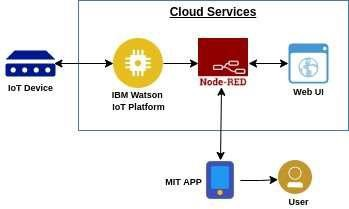 Cloud Services
IoT Device
IBM Watson
IoT Platform
Node-RED
Web UI
MIT APP
User